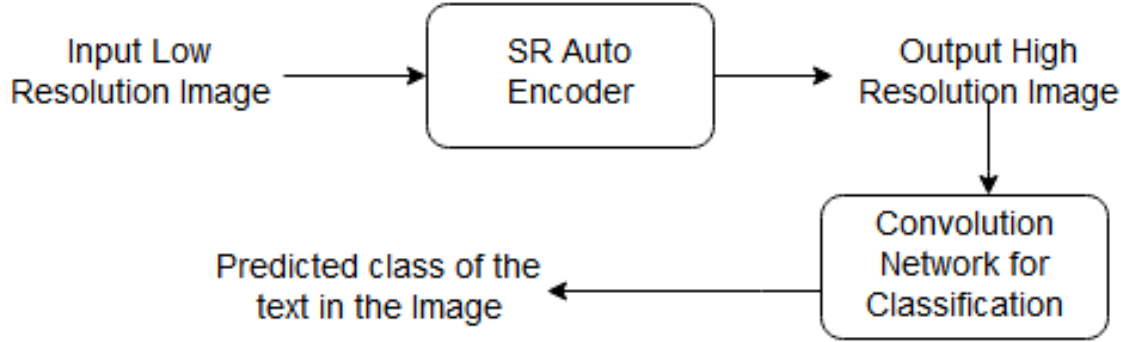 Input Low
Resolution Image
SR Auto
Encoder
Output High
Resolution Image
Convolution
Network for
Classification
Predicted class of the
text in the Image